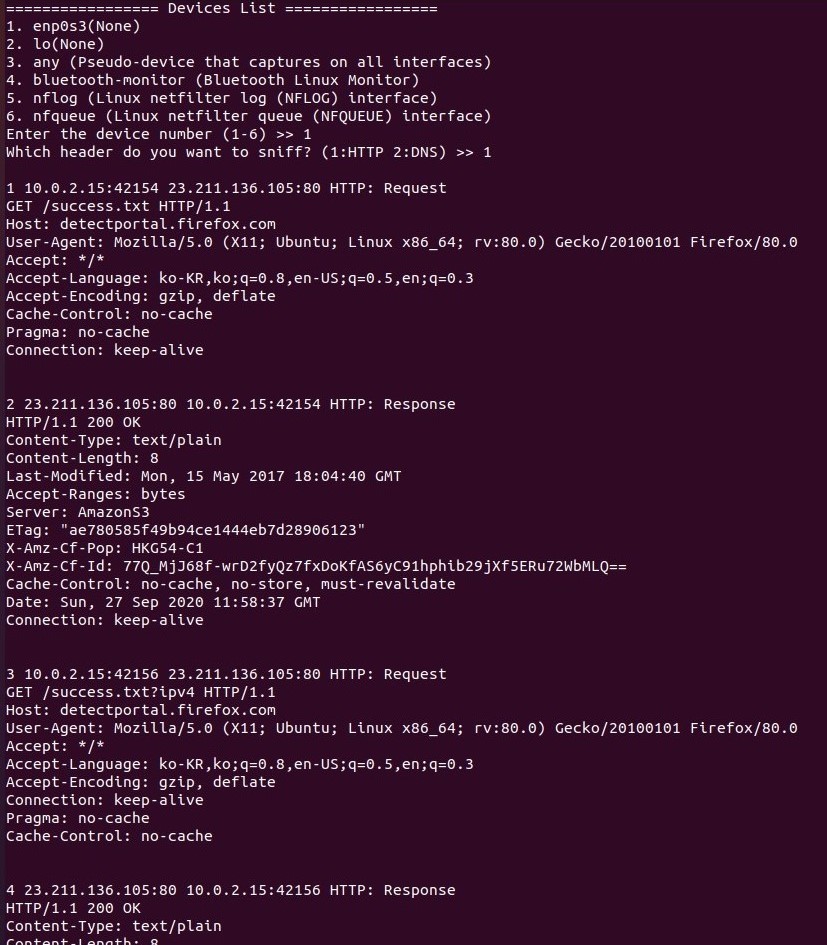 ================= Devices List =================
1. enp0s3(None)
2. lo(None)
3. any (Pseudo-device that captures on all interfaces)
4. bluetooth-monitor (Bluetooth Linux Monitor)
5. nflog (Linux netfilter log (NFLOG) interface)
6. nfqueue (Linux netfilter queue (NFQUEUE) interface)
Enter the device number (1-6) >> 1
Which header do you want to sniff? (1:HTTP 2:DNS) >> 1
1 10.0.2.15:42154 23.211.136.105:80 HTTP: Request
GET /success.txt HTTP/1.1
Host: detectportal.firefox.com
User-Agent: Mozilla/5.0 (X11; Ubuntu; Linux x86_64; rv:80.0) Gecko/20100101 Firefox/80.0
Accept: */*
Accept-Language: ko-KR,ko;q=0.8,en-US;q=0.5,en;q=0.3
Accept-Encoding: gzip, deflate
Cache-Control: no-cache
Pragma: no-cache
Connection: keep-alive
2 23.211.136.105:80 10.0.2.15:42154 HTTP: Response
HTTP/1.1 200 OK
Content-Type: text/plain
Content-Length: 8
Last-Modified: Mon, 15 May 2017 18:04:40 GMT
Accept-Ranges: bytes
Server: AmazonS3
ETag: "ae780585f49b94ce1444eb7d28906123"
X-Amz-Cf-Pop: HKG54-C1
X-Amz-Cf-Id: 77Q_MjJ68f-wrD2fyQz7fxDoKfAS6yC91hphib29jXf5ERu72WbMLQ==
Cache-Control: no-cache, no-store, must-revalidate
Date: Sun, 27 Sep 2020 11:58:37 GMT
Connection: keep-alive
3 10.0.2.15:42156 23.211.136.105:80 HTTP: Request
GET /success.txt?ipv4 HTTP/1.1
Host: detectportal.firefox.com
User-Agent: Mozilla/5.0 (X11; Ubuntu; Linux x86_64; rv:80.0) Gecko/20100101 Firefox/80.0
Accept: */*
Accept-Language: ko-KR,ko;q=0.8,en-US;q=0.5,en;q=0.3
Accept-Encoding: gzip, deflate
Connection: keep-alive
Pragma: no-cache
Cache-Control: no-cache
4 23.211.136.105:80 10.0.2.15:42156 HTTP: Response
HTTP/1.1 200 OK
Content-Type: text/plain
Content-Length: 8